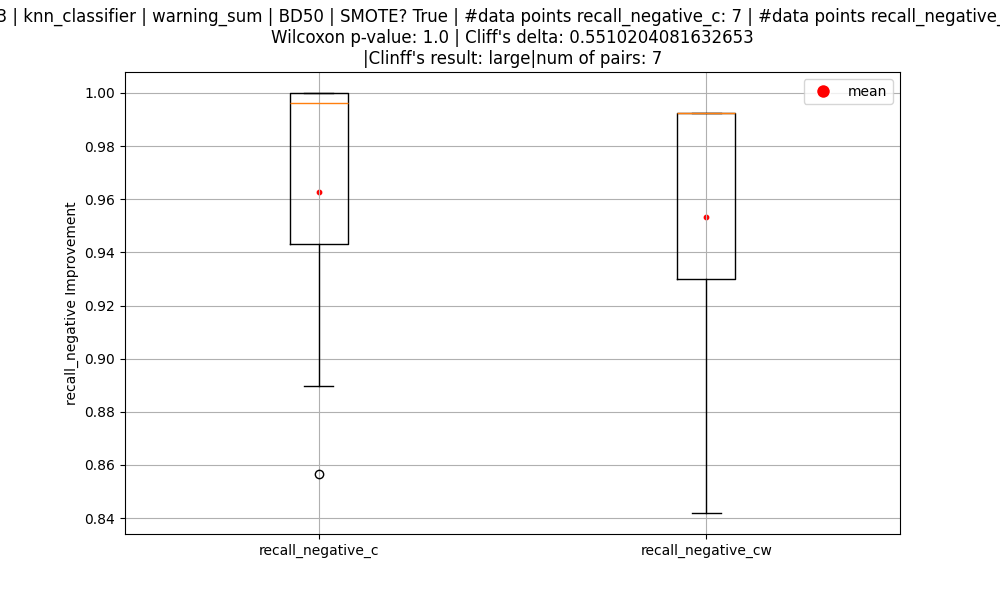 3 | knn_classifier | warning_sum | BD50 | SMOTE? True | #data points recall_negative_c: 7 | #data points recall_negative_
Wilcoxon p-value: 1.0 | Cliff's delta: 0.5510204081632653
|Clinff's result: large|num of pairs: 7
mean
1.00
0.98
0.96
0.94
0.92
0.90
0.88
0.86
0.84
recall_negative Improvement
recall_negative_c
recall_negative_cw